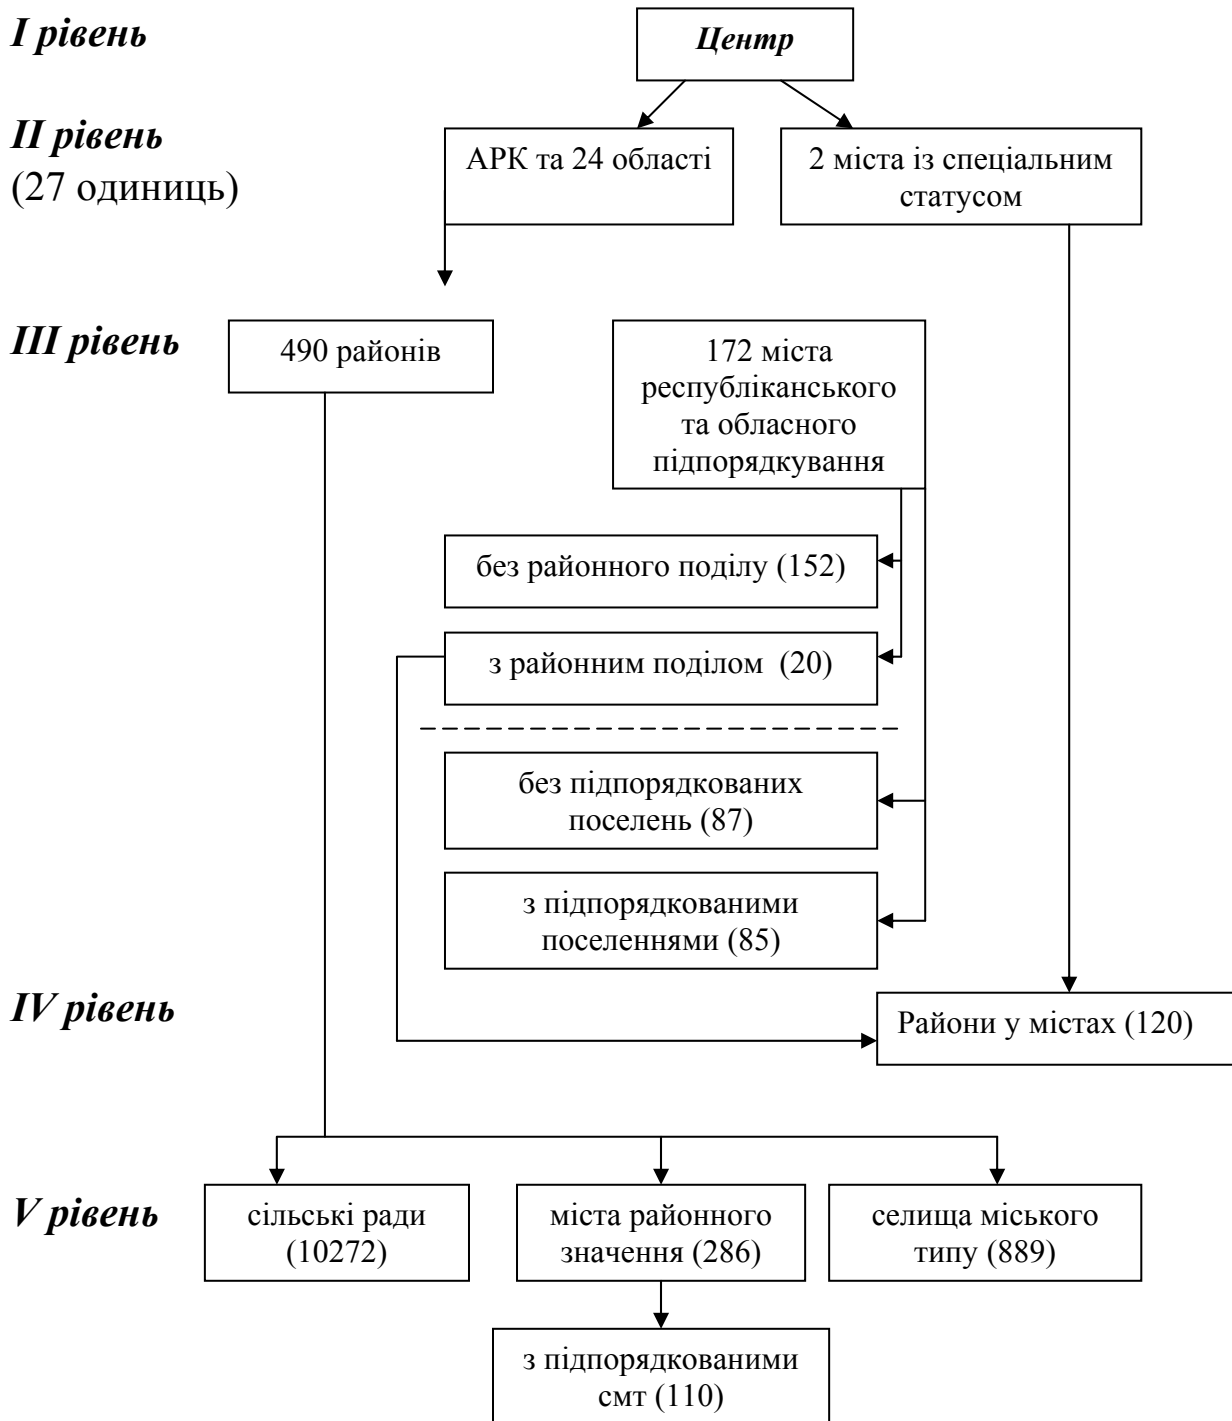 I рівень
Центр
II рівень
(27 одиниць)
АРК та 24 області
2 міста із спеціальним
статусом
III рівень
490 районів
172 міста
республіканського
та обласного
підпорядкування
без районного поділу (152)
з районним поділом (20)
без підпорядкованих
поселень (87)
з підпорядкованими
поселеннями (85)
IV рівень
Райони у містах (120)
V рівень
сільські ради
(10272)
міста районного
значення (286)
селища міського
типу (889)
з підпорядкованими
смт (110)